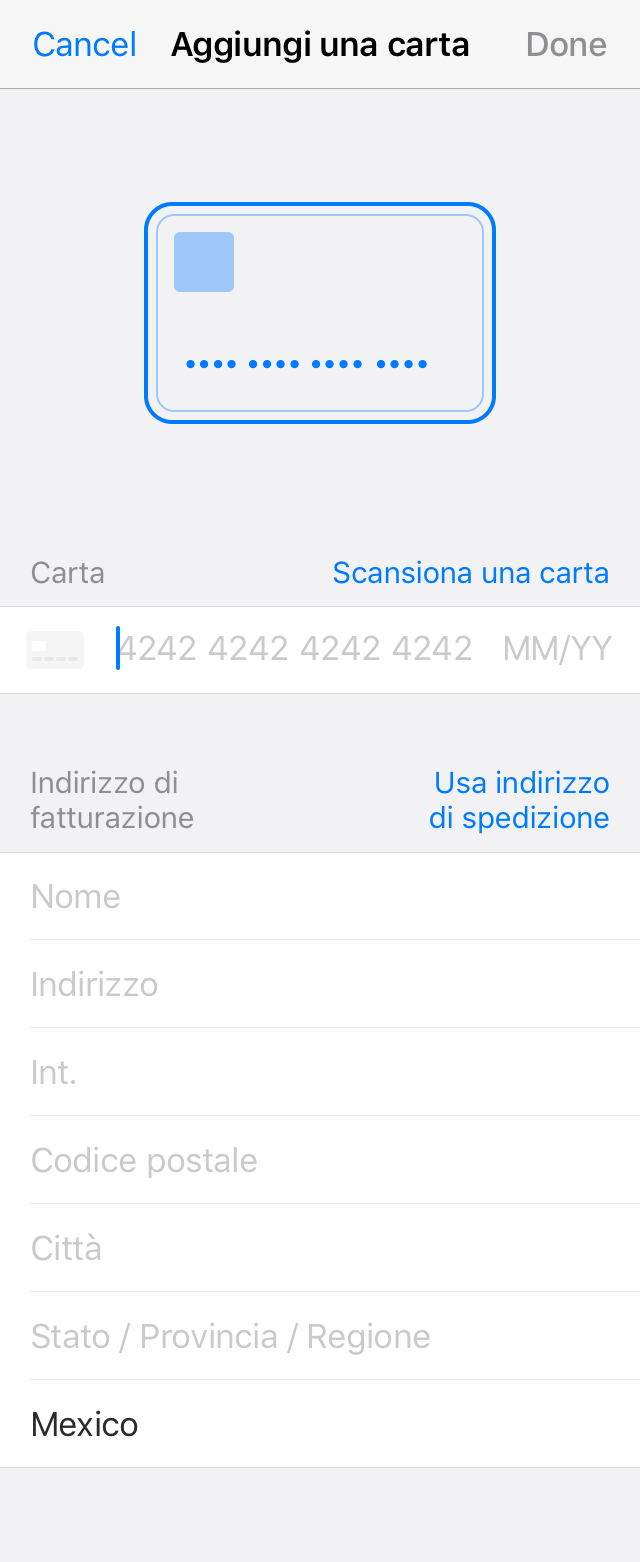 Cancel Aggiungi una carta Done
•••• •••• •••• ••••
Carta Scansiona una carta
4242 4242 4242 4242 MM/YY
Indirizzo di
fatturazione
Usa indirizzo
di spedizione
Nome
Indirizzo
Int.
Codice postale
Città
Stato / Provincia / Regione
Mexico